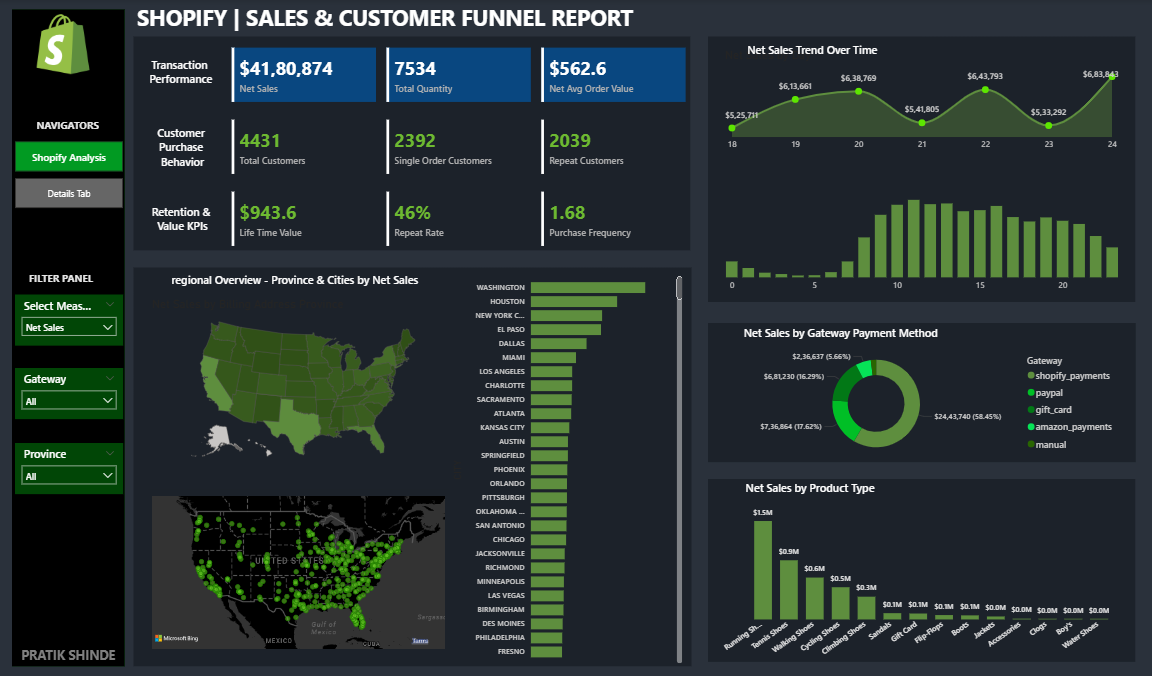 SHOPIFY | SALES & CUSTOMER FUNNEL REPORT
NAVIGATORS
Shopify Analysis
Details Tab
FILTER PANEL
Select Meas...
Net Sales
Gateway
All
Province
All
PRATIK SHINDE
Transaction
Performance
$41,80,874
Net Sales
7534
Total Quantity
$562.6
Net Avg Order Value
Customer
Purchase
Behavior
4431
Total Customers
2392
Single Order Customers
2039
Repeat Customers
Retention &
Value KPIs
$943.6
Life Time Value
46%
Repeat Rate
1.68
Purchase Frequency
regional Overview - Province & Cities by Net Sales
UNITED STATES
MEXICO
Gulf of
Mexico
CUBA
Microsoft Bing
Terms
WASHINGTON
HOUSTON
NEW YORK C...
EL PASO
DALLAS
MIAMI
LOS ANGELES
CHARLOTTE
SACRAMENTO
ATLANTA
KANSAS CITY
AUSTIN
SPRINGFIELD
PHOENIX
ORLANDO
PITTSBURGH
OKLAHOMA ...
SAN ANTONIO
CHICAGO
JACKSONVILLE
RICHMOND
MINNEAPOLIS
LAS VEGAS
BIRMINGHAM
DES MOINES
PHILADELPHIA
FRESNO
Net Sales Trend Over Time
$5,25,711
$6,13,661
$6,38,769
$5,41,805
$6,43,793
$5,33,292
$6,83,843
18 19 20 21 22 23 24
0 5 10 15 20
Net Sales by Gateway Payment Method
$2,36,637 (5.66%)
$6,81,230 (16.29%)
$7,36,864 (17.62%)
$24,43,740 (58.45%)
Gateway
shopify_payments
paypal
gift_card
amazon_payments
manual
Net Sales by Product Type
$1.5M
$0.9M
$0.6M
$0.5M
$0.3M
$0.1M
$0.1M
$0.1M
$0.1M
$0.0M
$0.0M
$0.0M
$0.0M
$0.0M
Running Sh...
Tennis Shoes
Walking Shoes
Cycling Shoes
Climbing Shoes
Sandals
Gift Card
Flip-Flops
Boots
Jackets
Accessories
Clogs
Boy's
Water Shoes